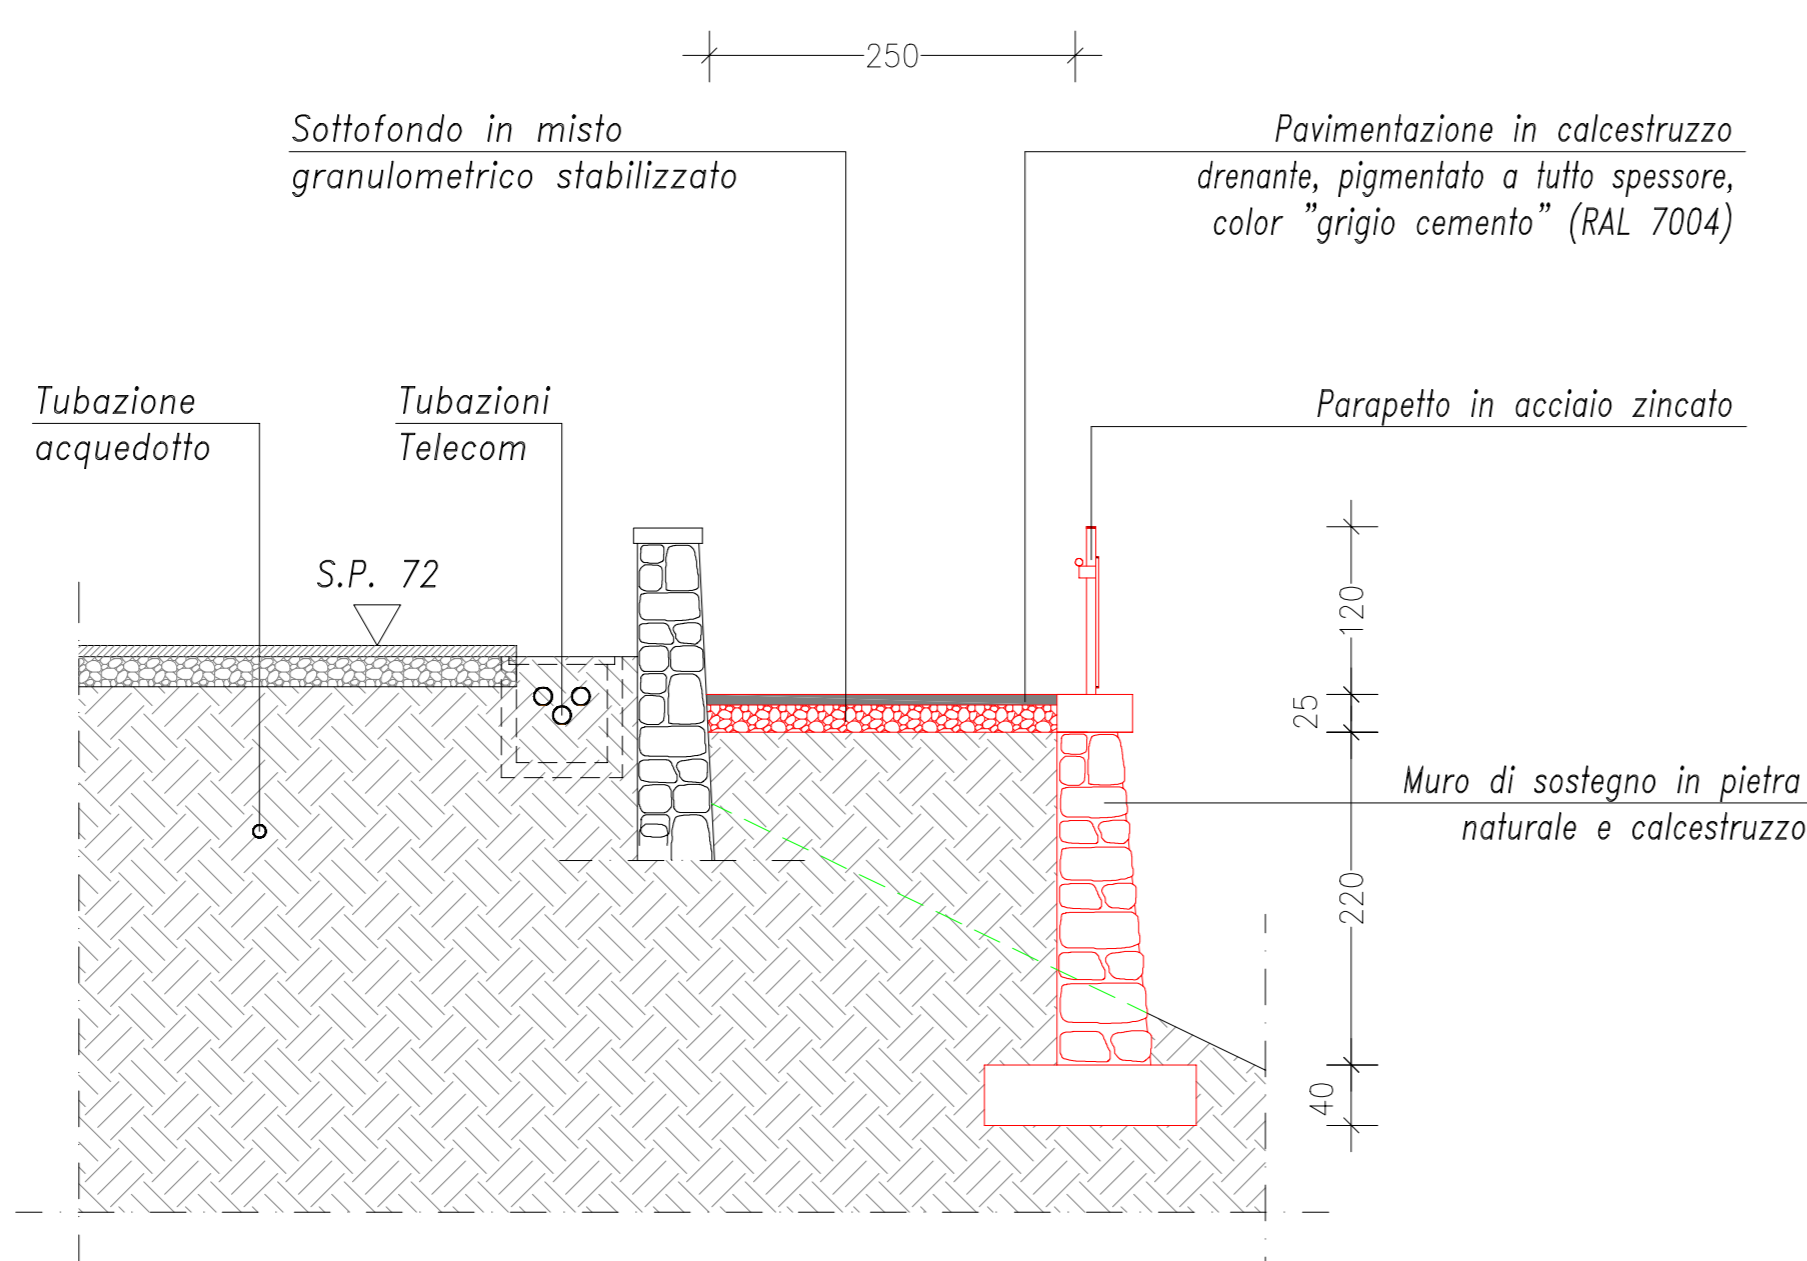 250
Sottofondo in misto
granulometrico stabilizzato
Pavimentazione in calcestruzzo
drenante, pigmentato a tutto spessore,
color "grigio cemento" (RAL 7004)
Tubazione
acquedotto
Tubazioni
Telecom
Parapetto in acciaio zincato
S.P. 72
120
25
Muro di sostegno in pietra
naturale e calcestruzzo
220
40